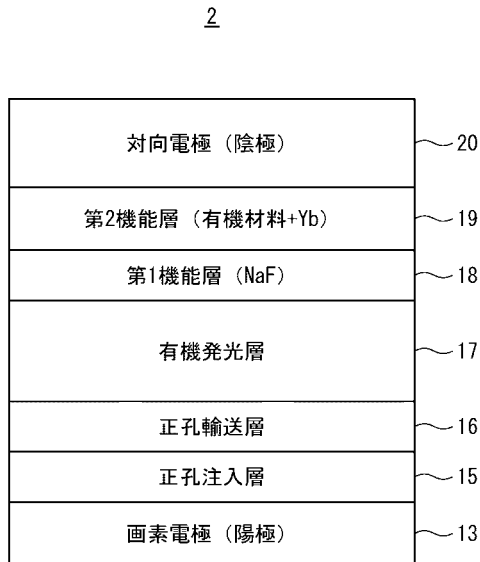 2
対向電極（陰極） 20
第2機能層（有機材料+Yb） 19
第1機能層（NaF） 18
有機発光層 17
正孔輸送層 16
正孔注入層 15
画素電極（陽極） 13